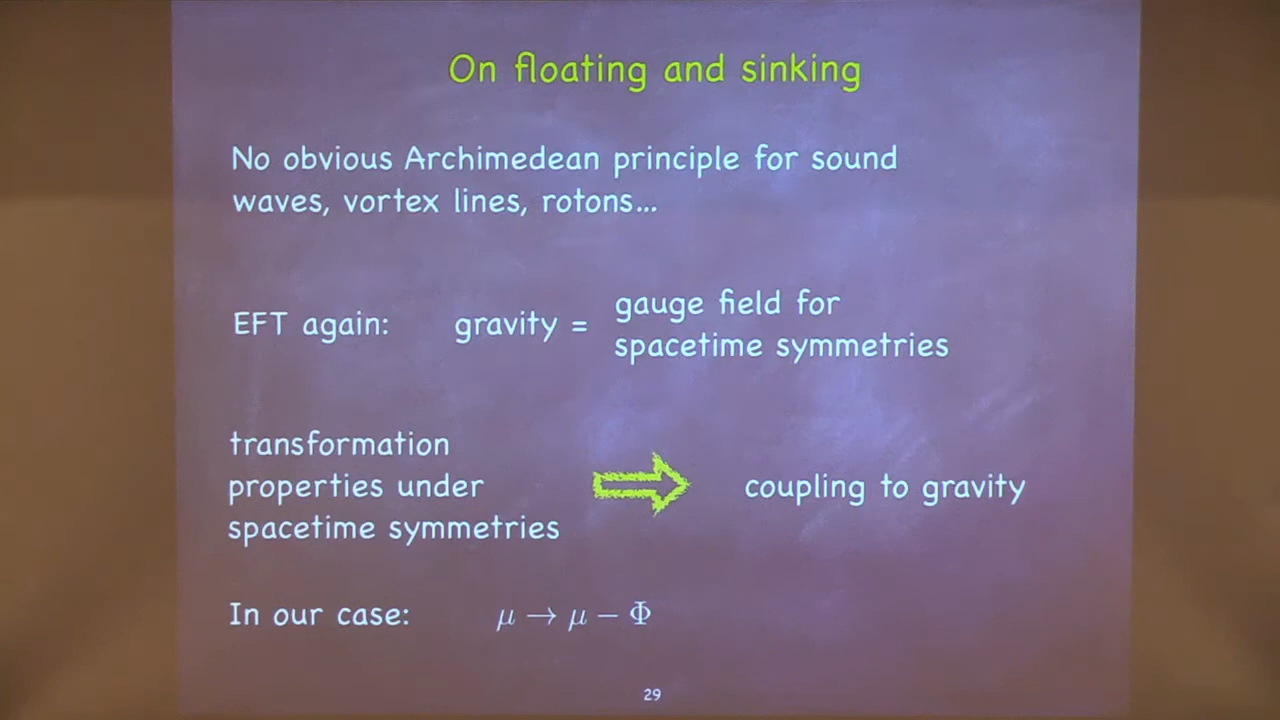 On floating and sinking
No obvious Archimedean principle for sound
waves, vortex lines, rotons...
EFT again: gravity = gauge field for
spacetime symmetries
transformation
properties under
spacetime symmetries
coupling to gravity
In our case: μ → μ − Φ
29